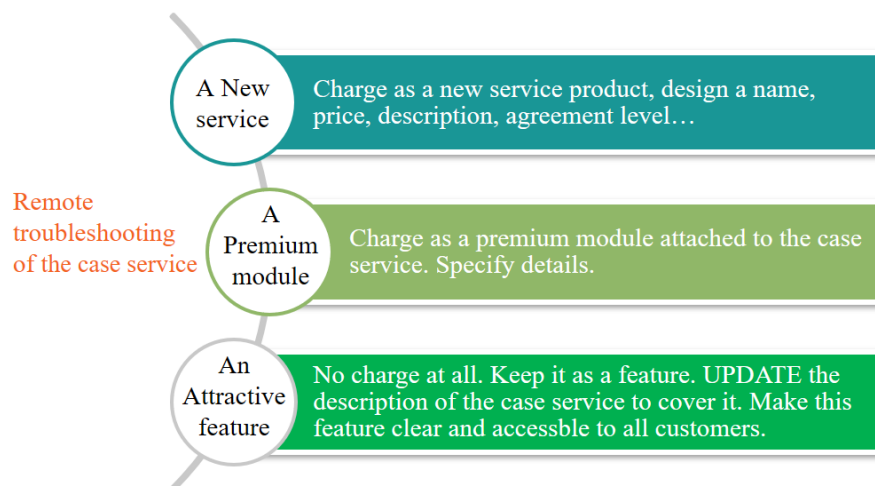 A New
service
Charge as a new service product, design a name,
price, description, agreement level…
Remote
troubleshooting
of the case service
A
Premium
module
Charge as a premium module attached to the case
service. Specify details.
An
Attractive
feature
No charge at all. Keep it as a feature. UPDATE the
description of the case service to cover it. Make this
feature clear and accessble to all customers.